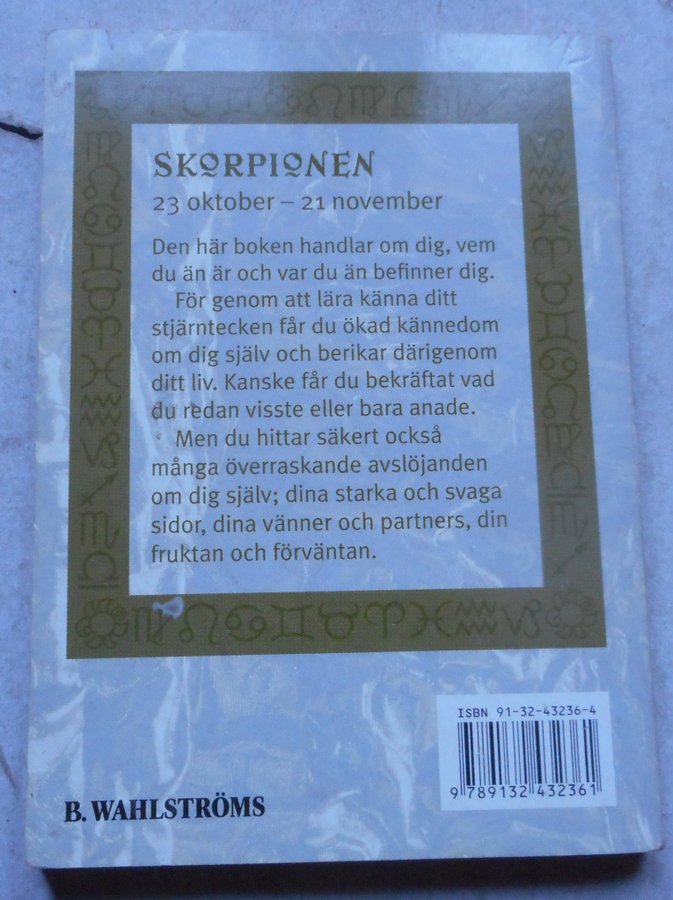 SKORPIONEN
23 oktober – 21 november
Den här boken handlar om dig, vem
du än är och var du än befinner dig.
För genom att lära känna ditt
stjärntecken får du ökad kännedom
om dig själv och berikar därigenom
ditt liv. Kanske får du bekräftat vad
du redan visste eller bara anade.
Men du hittar säkert också
många överraskande avslöjanden
om dig själv; dina starka och svaga
sidor, dina vänner och partners, din
fruktan och förväntan.
ISBN 91-32-43236-4
9 789132 432361
B. WAHLSTRÖMS